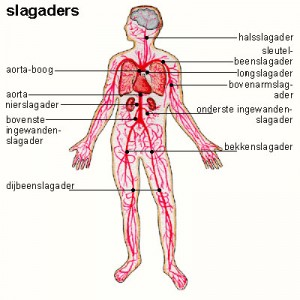 slagaders
halsslagader
sleutel-
beenslagader
aorta-boog
longslagader
bovenarmslag-
ader
aorta
nierslagader
onderste ingewanden-
slagader
bovenste
ingewanden-
slagader
bekkenslagader
dijbeenslagader